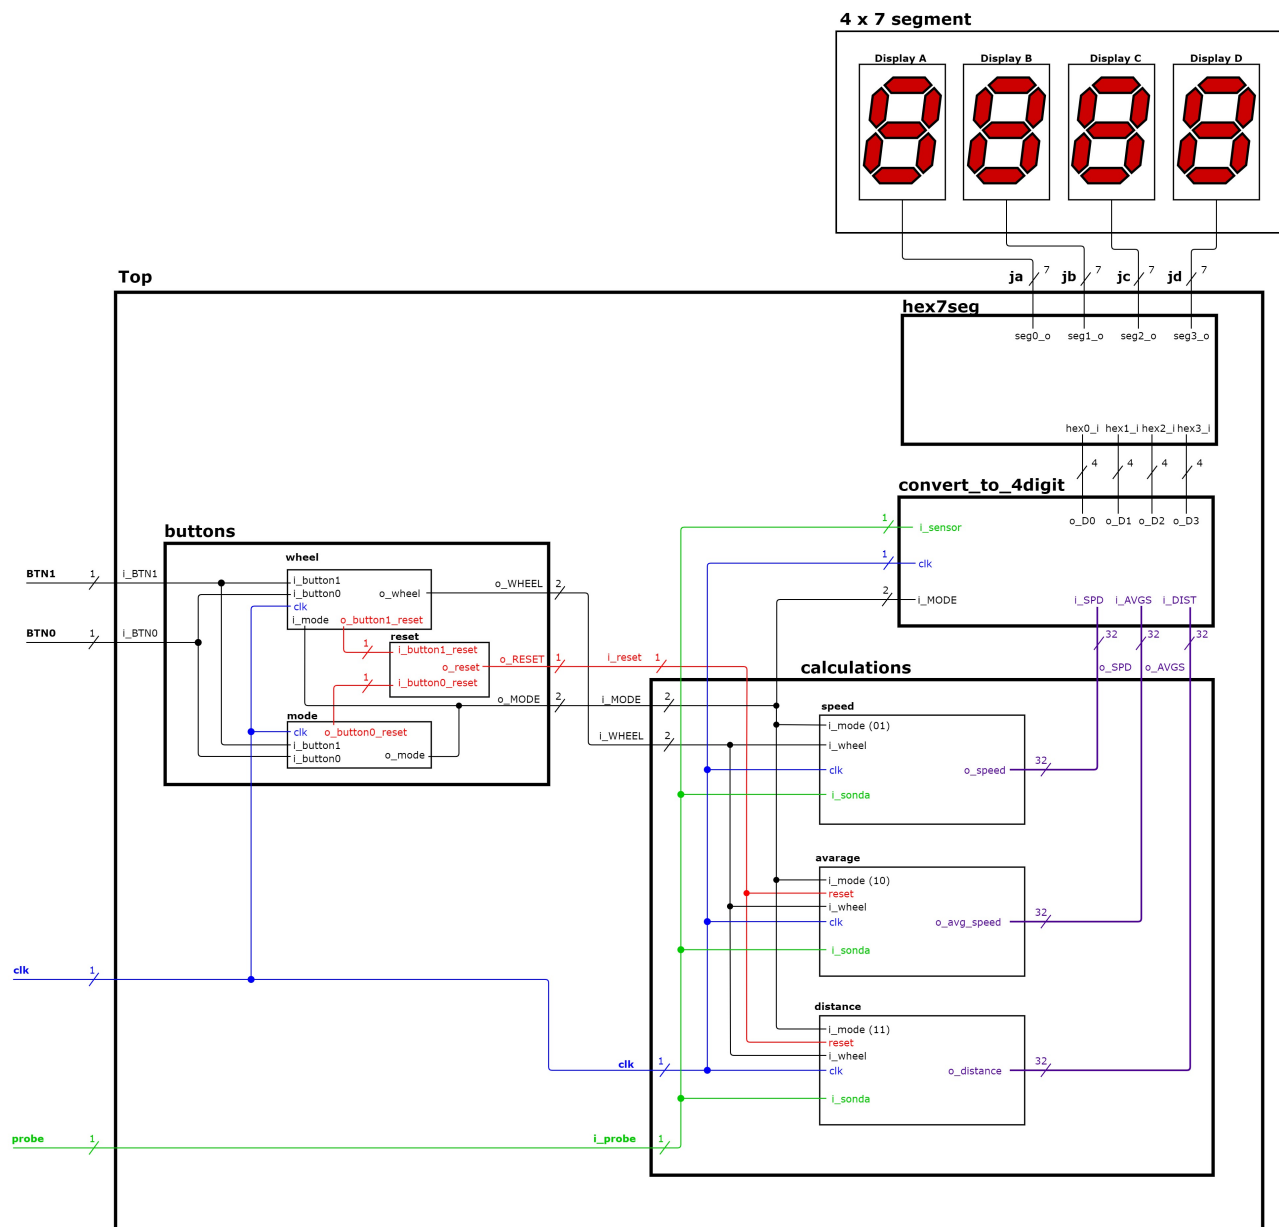 4 x 7 segment
Display A Display B Display C Display D
ja 7 jb 7 jc 7 jd 7
Top
hex7seg
seg0_o seg1_o seg2_o seg3_o
hex0_i hex1_i hex2_i hex3_i
4 4 4 4
convert_to_4digit
o_D0 o_D1 o_D2 o_D3
1 i_sensor
1 clk
2 i_MODE
i_SPD i_AVGS i_DIST
32 32 32
o_SPD o_AVGS
buttons
wheel
BTN1 1 i_BTN1
i_button1
i_button0
clk
i_mode
o_wheel
o_button1_reset
o_WHEEL 2
BTN0 1 i_BTN0
reset
1 i_button1_reset
o_reset
1 i_button0_reset
o_RESET 1 i_reset 1
o_MODE 2 i_MODE 2
mode
clk o_button0_reset
i_button1
i_button0
o_mode
i_WHEEL 2
calculations
speed
i_mode (01)
i_wheel
clk
i_sonda
o_speed 32
avarage
i_mode (10)
reset
i_wheel
clk
i_sonda
o_avg_speed 32
distance
i_mode (11)
reset
i_wheel
clk
i_sonda
o_distance 32
clk 1
clk 1
probe 1
i_probe 1